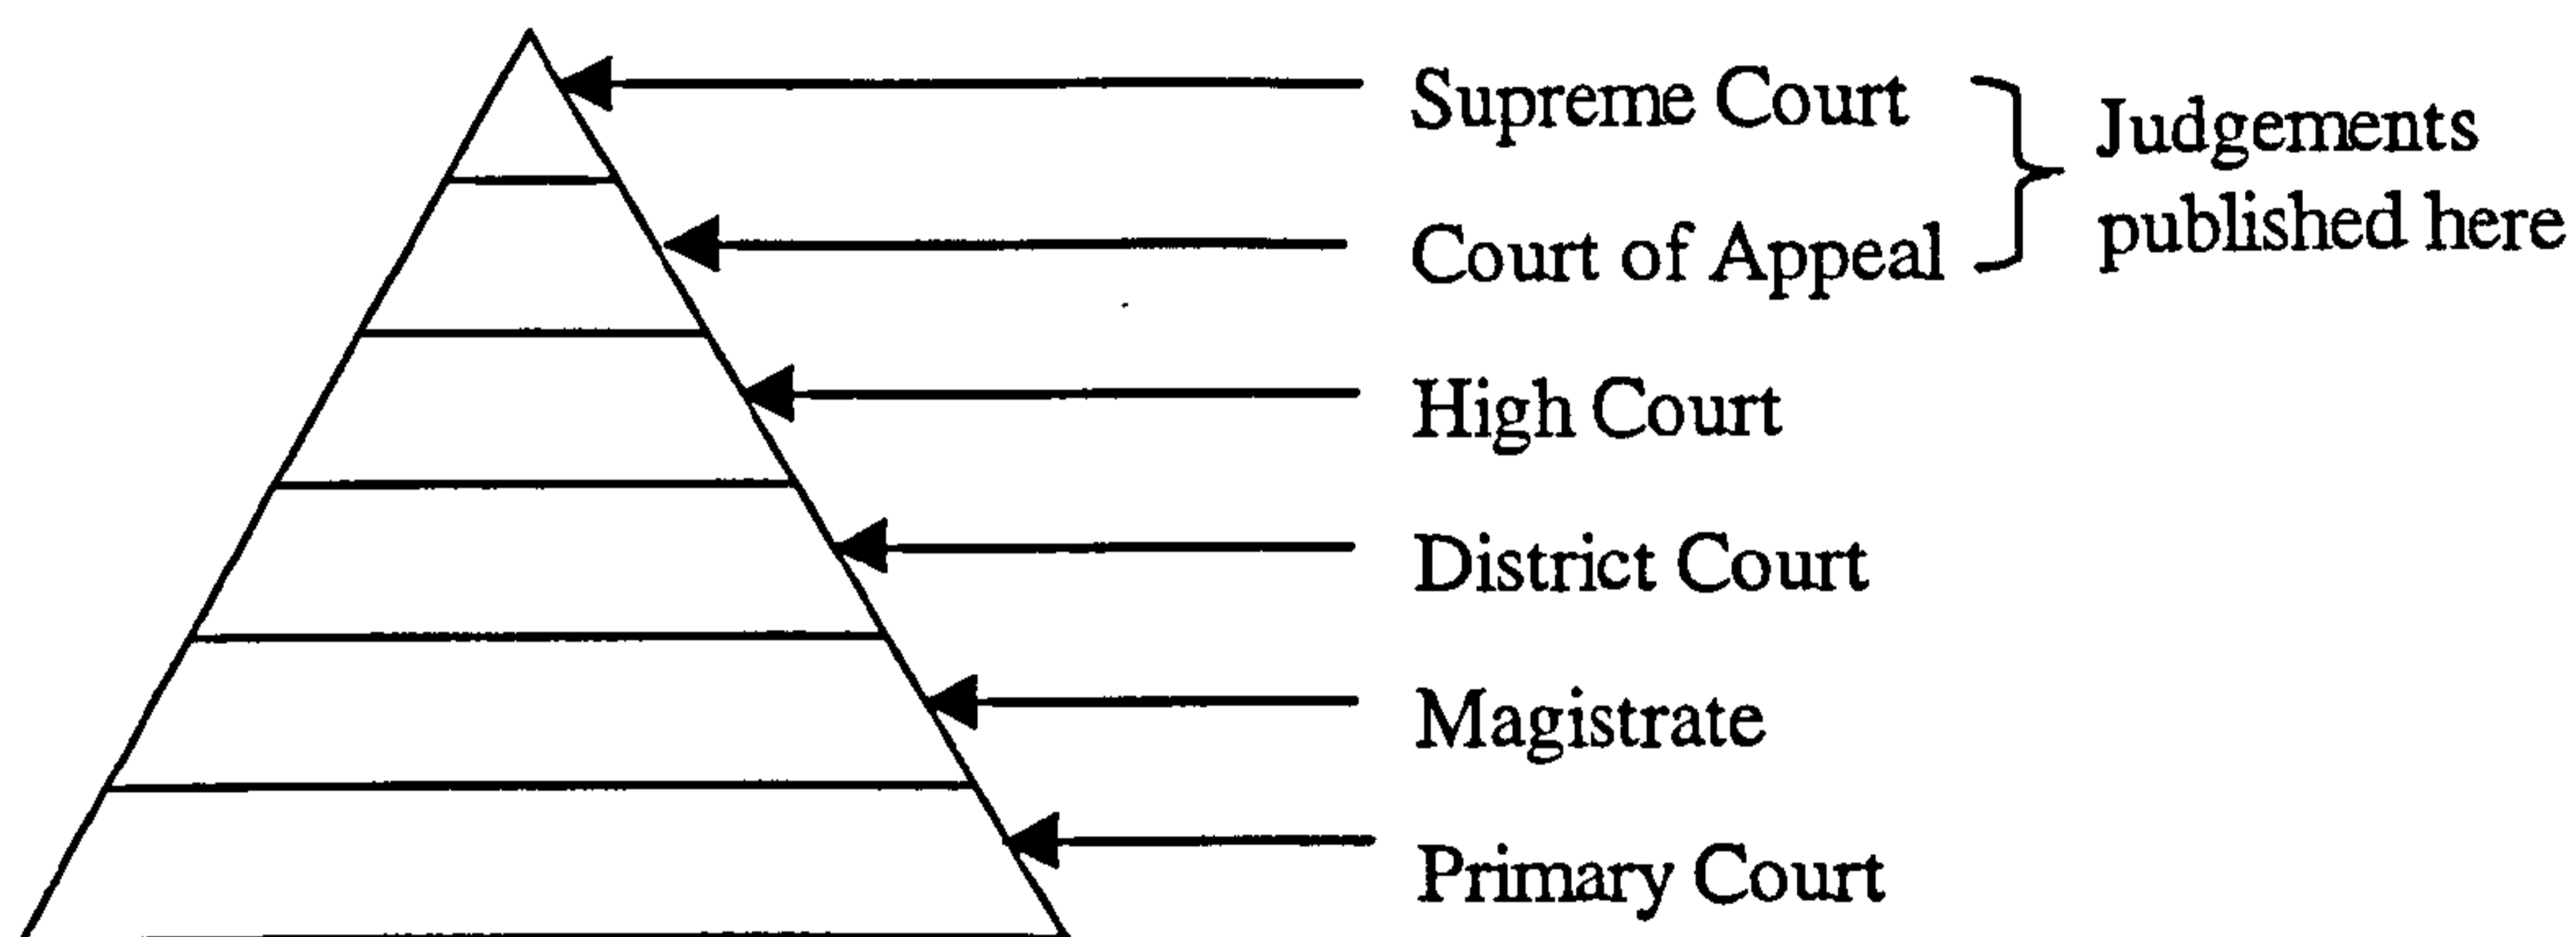 Supreme Court
Court of Appeal
Judgements
published here
High Court
District Court
Magistrate
Primary Court